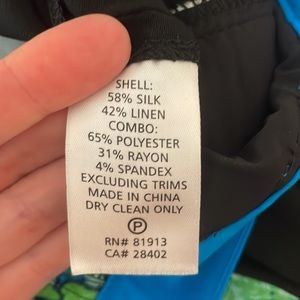 SHELL:
58% SILK
42% LINEN
COMBO:
65% POLYESTER
31% RAYON
4% SPANDEX
EXCLUDING TRIMS
MADE IN CHINA
DRY CLEAN ONLY
P
RN# 81913
CA# 28402